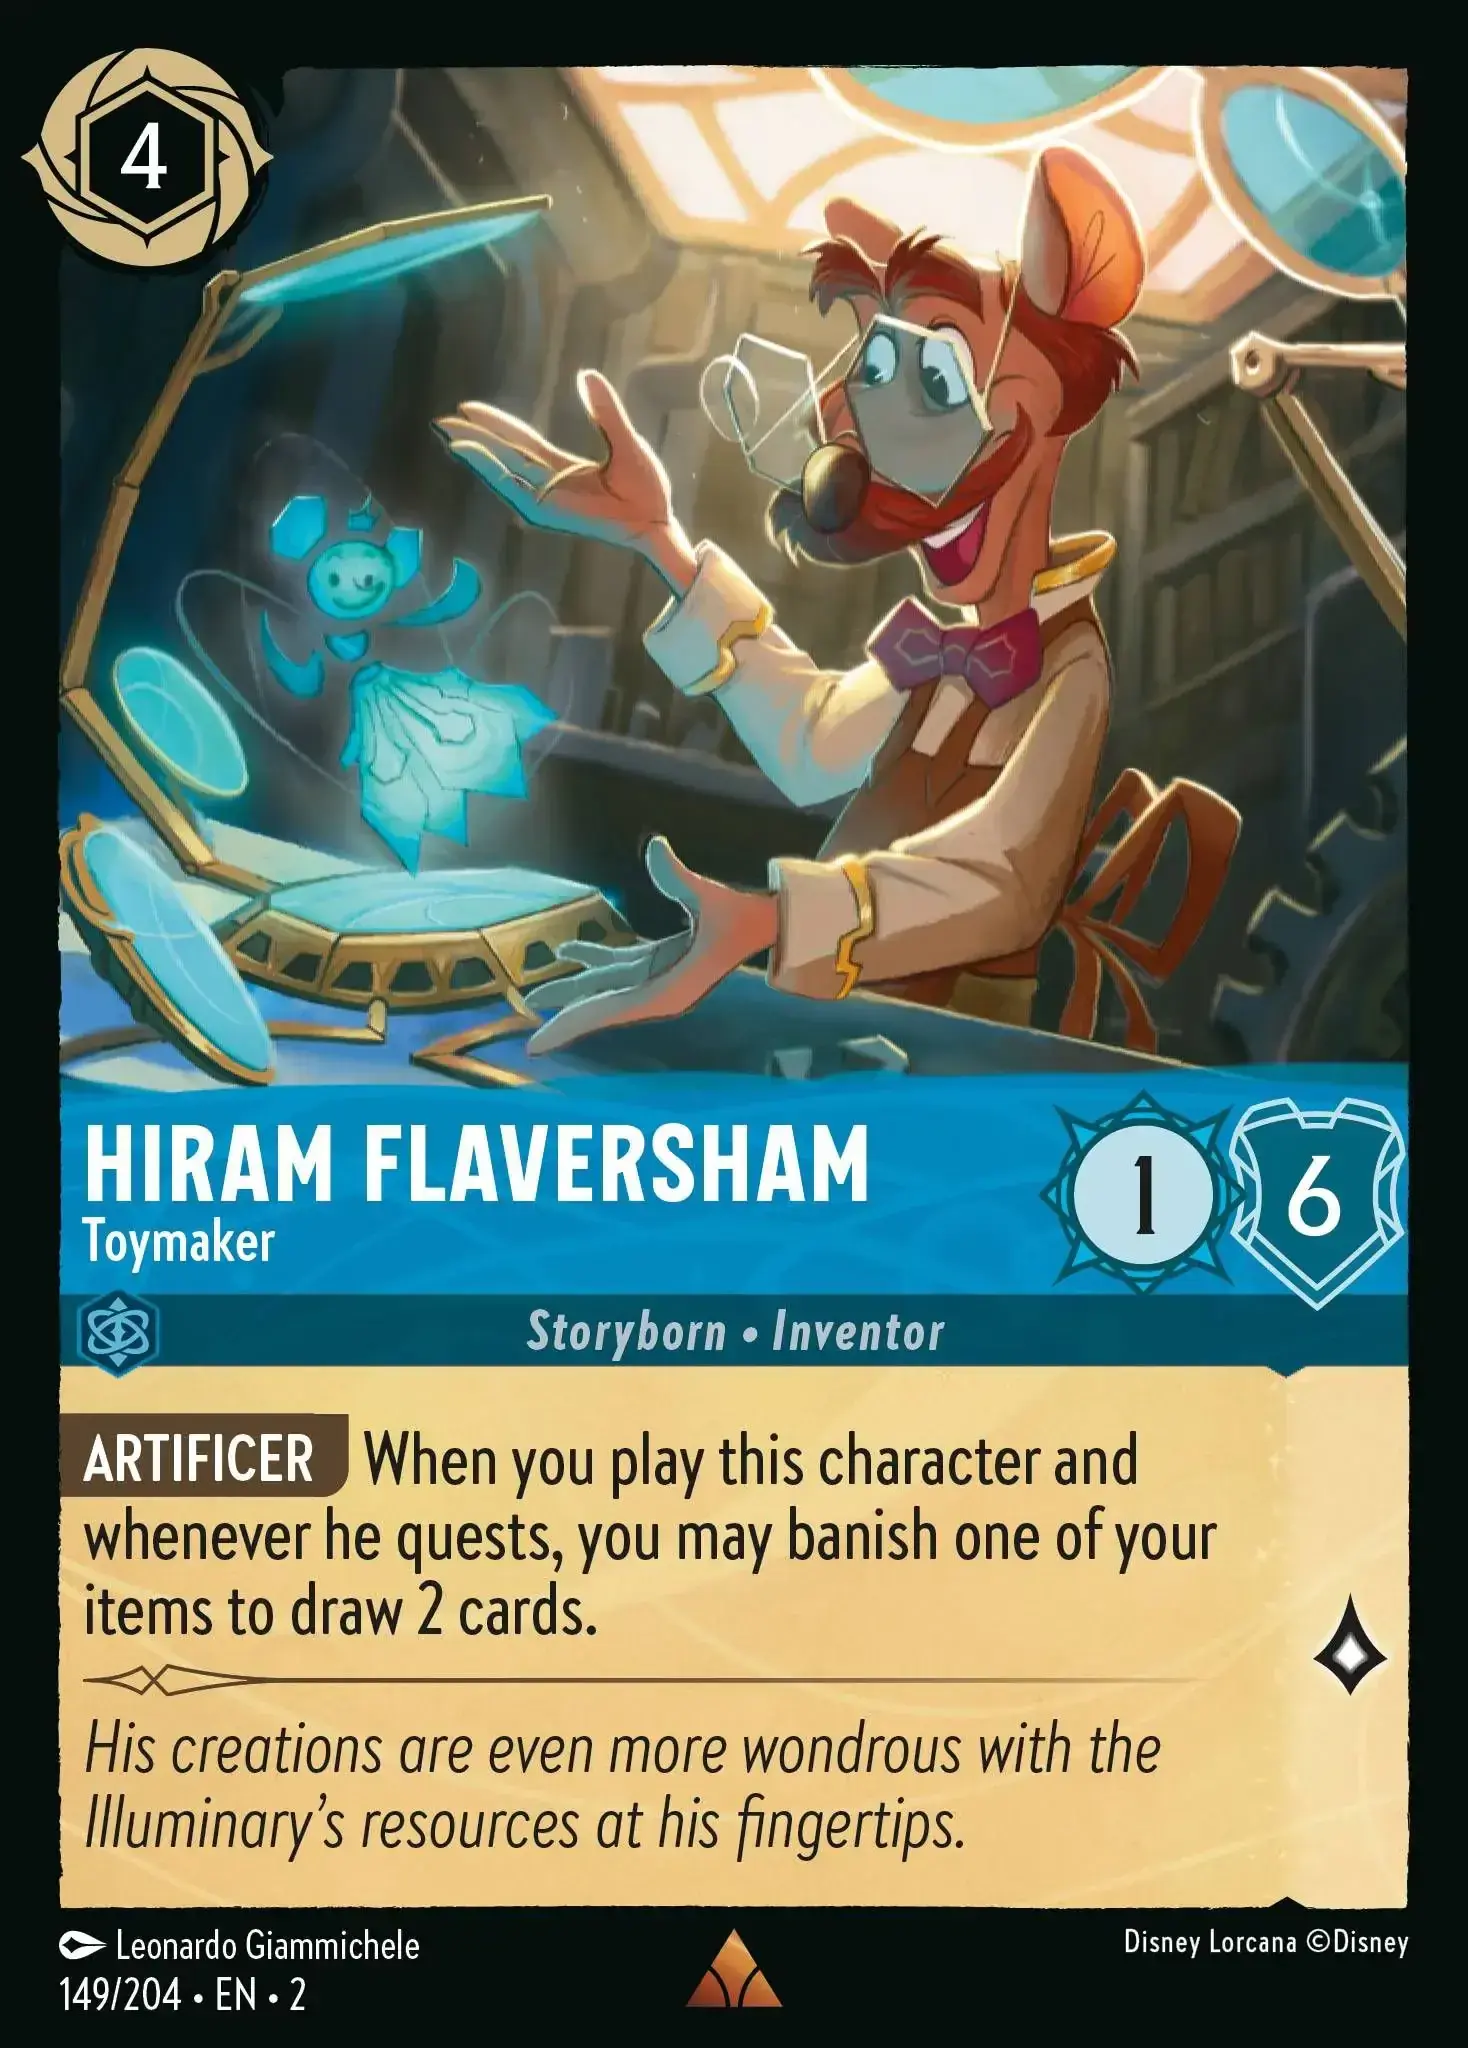 4
HIRAM FLAVERSHAM
Toymaker
1
6
Storyborn • Inventor
ARTIFICER When you play this character and
whenever he quests, you may banish one of your
items to draw 2 cards.
His creations are even more wondrous with the
Illuminary's resources at his fingertips.
Leonardo Giammichele
Disney Lorcana ©Disney
149/204 • EN • 2